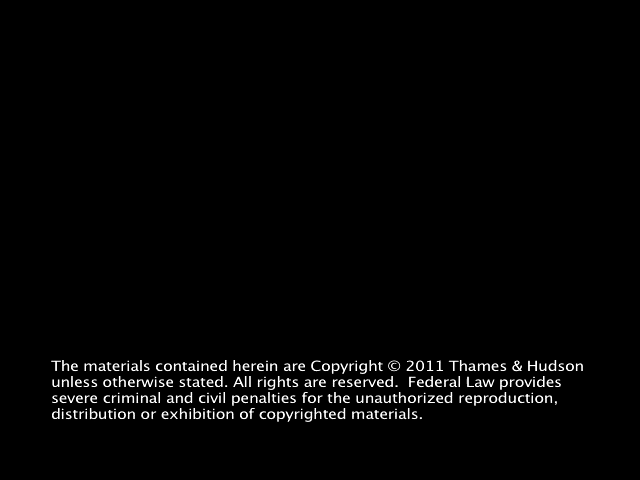 The materials contained herein are Copyright © 2011 Thames & Hudson
unless otherwise stated. All rights are reserved.  Federal Law provides
severe criminal and civil penalties for the unauthorized reproduction,
distribution or exhibition of copyrighted materials.